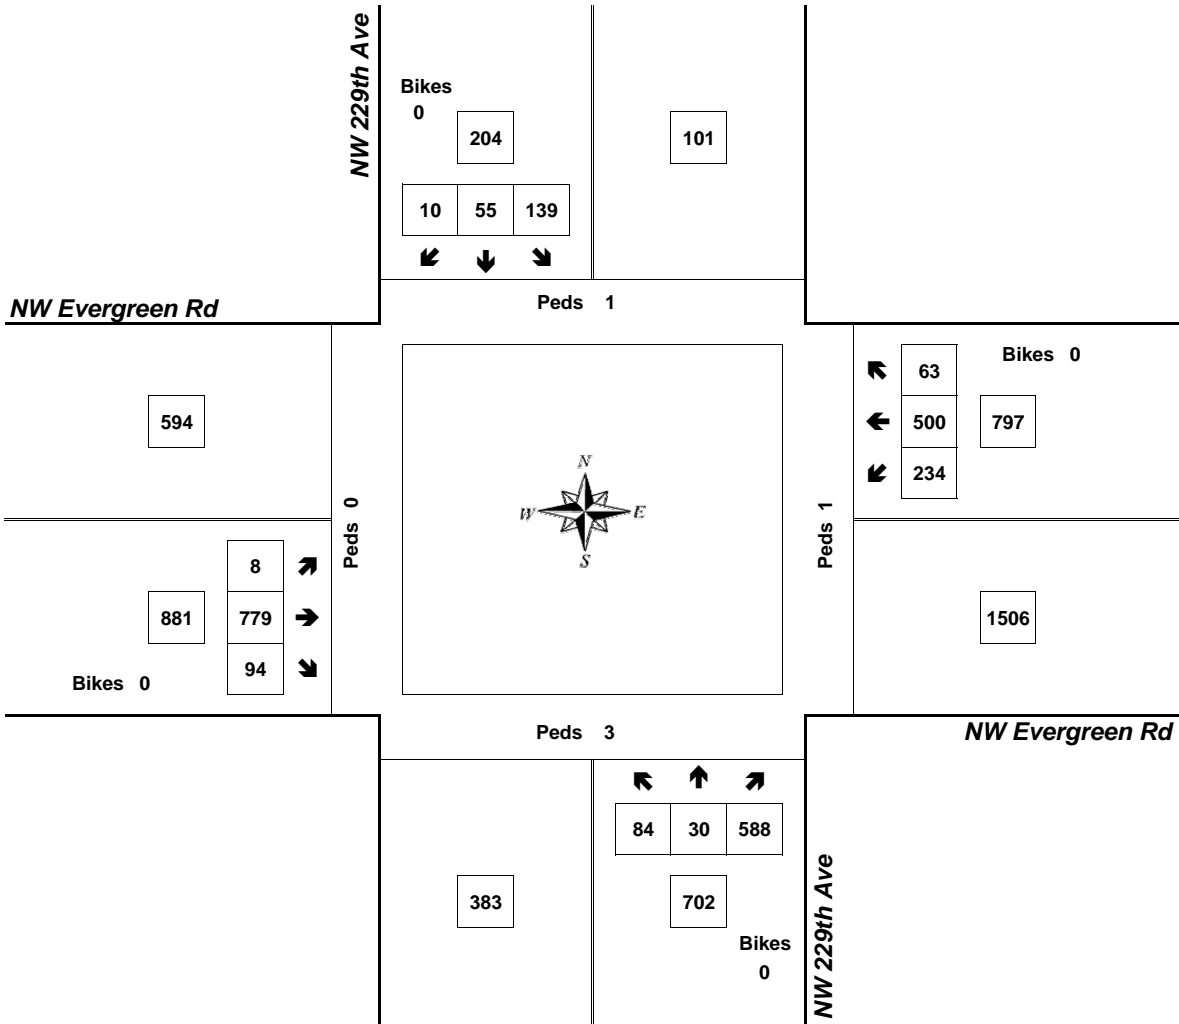 NW 229th Ave
Bikes
0
204
101
10 55 139
Peds 1
NW Evergreen Rd
63
Bikes 0
594
500
797
234
N
W E
S
Peds 0
Peds 1
8
881
779
1506
94
Bikes 0
Peds 3
NW Evergreen Rd
84 30 588
383
702
Bikes
0
NW 229th Ave